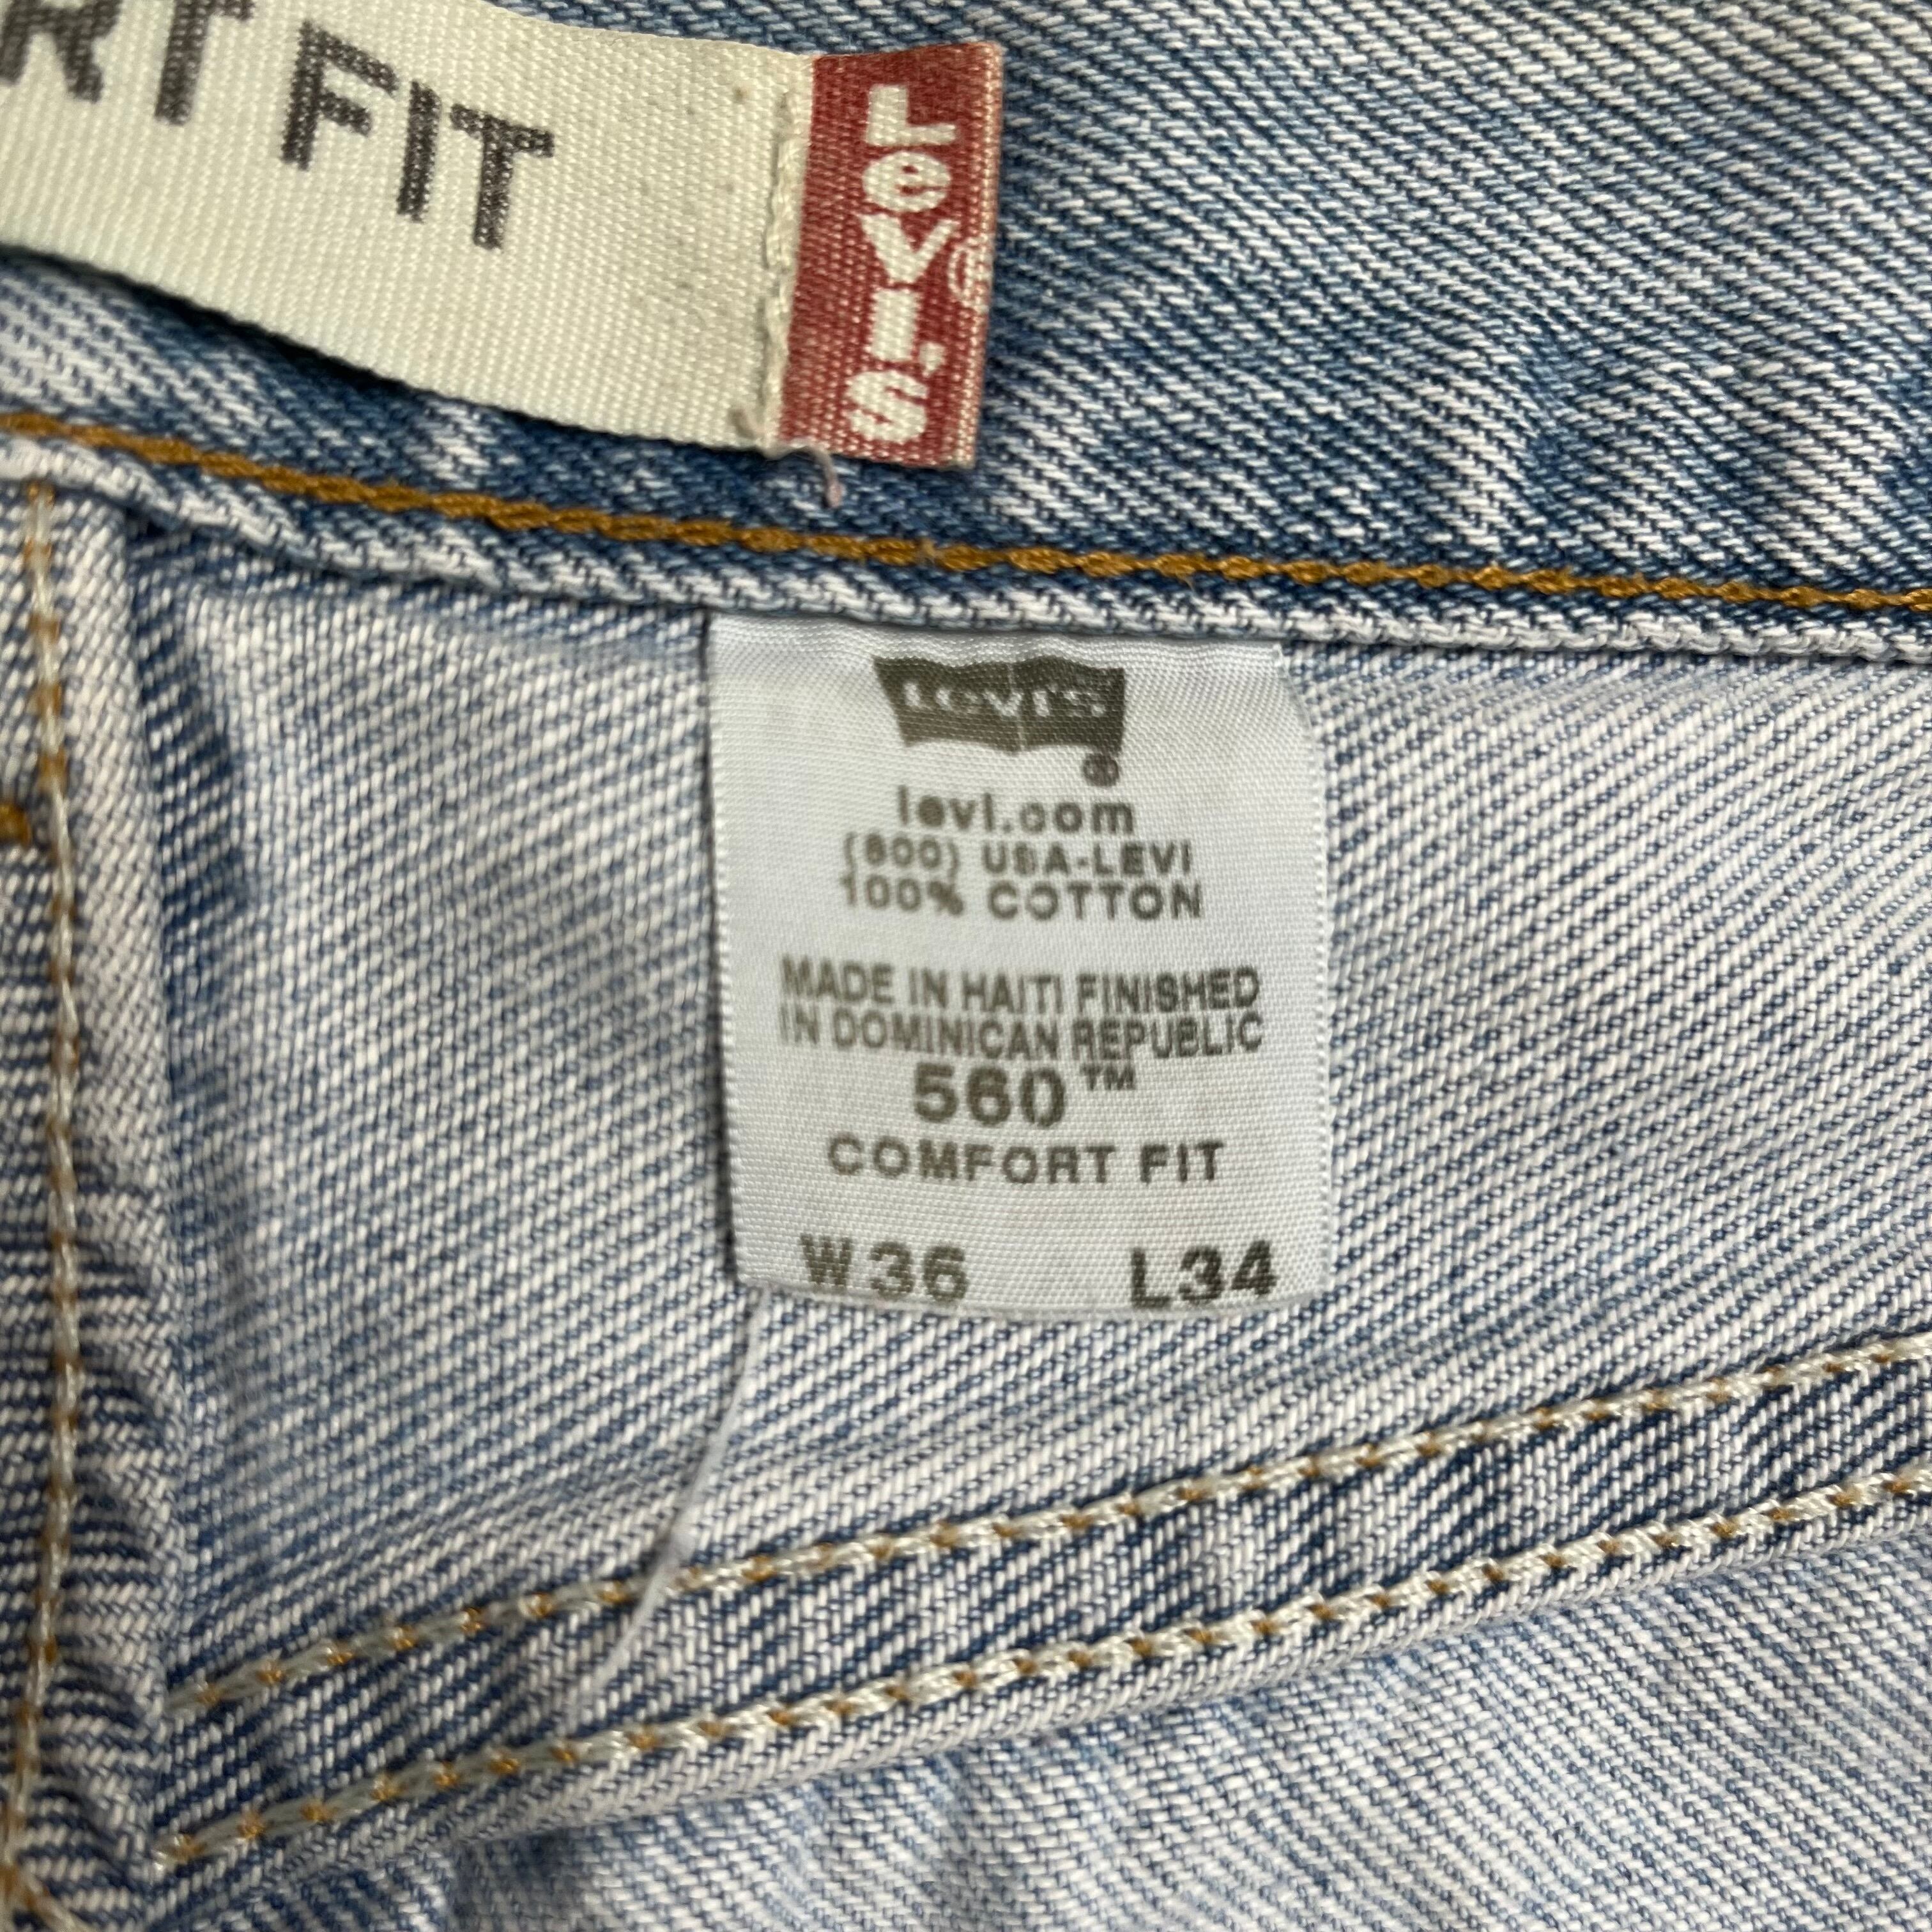 FIT
LEVI'S
Levi's
levi.com
(800) USA-LEVI
100% COTTON
MADE IN HAITI FINISHED
IN DOMINICAN REPUBLIC
560™
COMFORT FIT
W36 L34